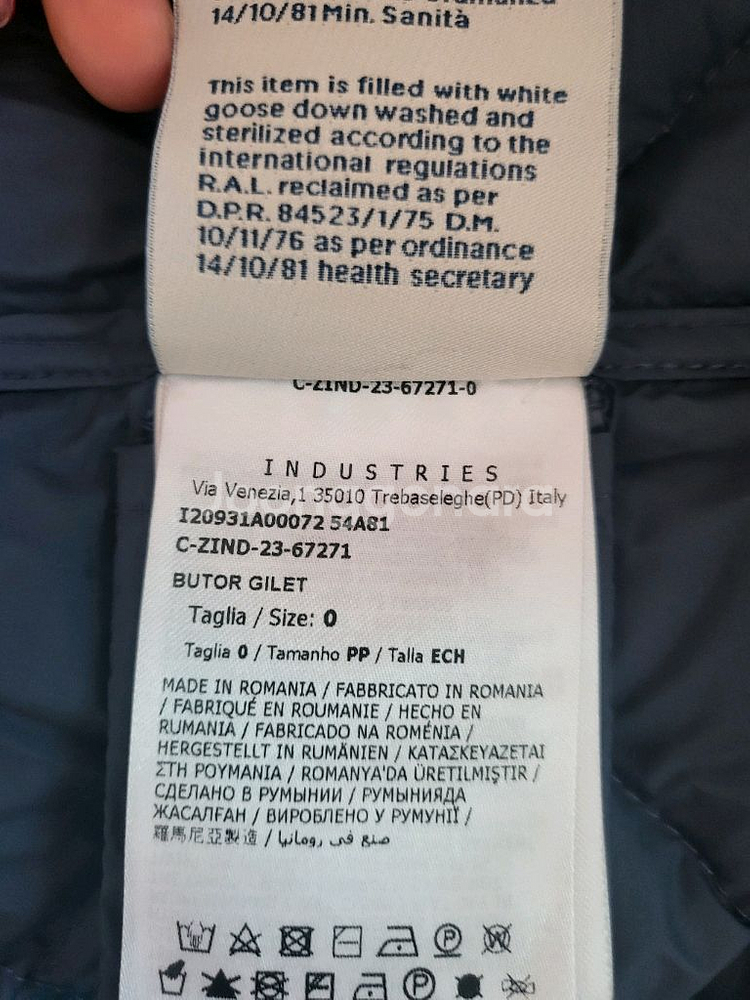 14/10/81 Min. Sanità
This item is filled with white
goose down washed and
sterilized according to the
international regulations
R.A.L. reclaimed as per
D.P.R. 84523/1/75 D.M.
10/11/76 as per ordinance
14/10/81 health secretary
C-ZIND-23-67271-0
INDUSTRIES
Via Venezia,1 35010 Trebaseleghe(PD) Italy
I20931A00072 54A81
C-ZIND-23-67271
BUTOR GILET
Taglia / Size: 0
Taglia 0 / Tamanho PP / Talla ECH
MADE IN ROMANIA / FABBRICATO IN ROMANIA
/ FABRIQUÉ EN ROUMANIE / HECHO EN
RUMANIA / FABRICADO NA ROMÉNIA /
HERGESTELLT IN RUMÄNIEN / ΚΑΤΑΣΚΕΥΑΖΕΤΑΙ
ΣΤΗ ΡΟΥΜΑΝΙΑ / ROMANYA'DA ÜRETILMIŞTIR /
СДЕЛАНО В РУМЫНИИ / РУМЫНИЯДА
ЖАСАЛҒАН / ВИРОБЛЕНО У РУМУНІЇ /
羅馬尼亞製造 / صنع في رومانيا